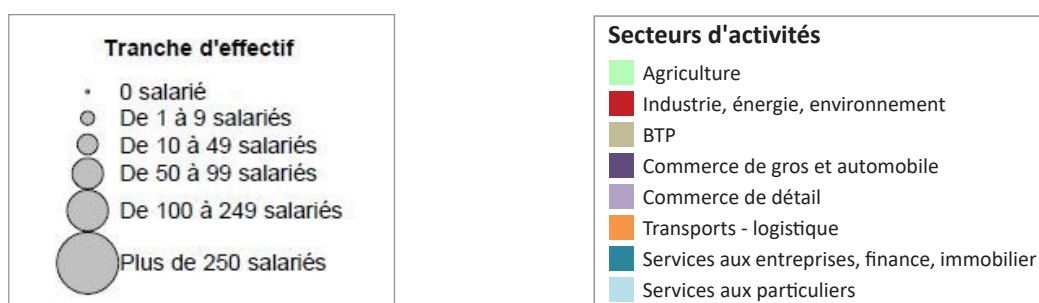 Tranche d'effectif
0 salarié
De 1 à 9 salariés
De 10 à 49 salariés
De 50 à 99 salariés
De 100 à 249 salariés
Plus de 250 salariés
Secteurs d'activités
Agriculture
Industrie, énergie, environnement
BTP
Commerce de gros et automobile
Commerce de détail
Transports - logistique
Services aux entreprises, finance, immobilier
Services aux particuliers